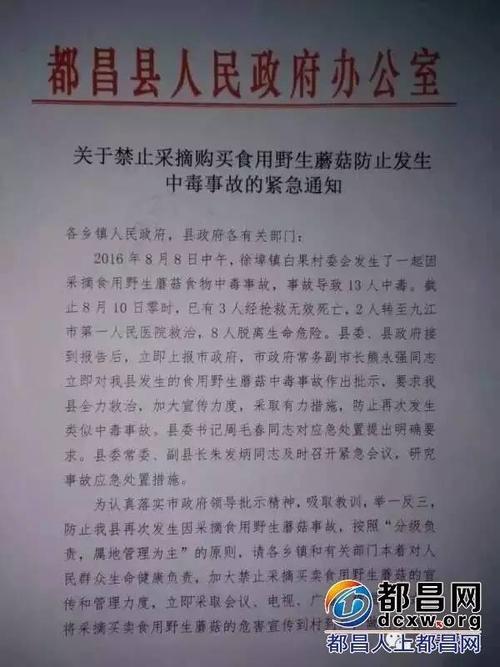 都昌县人民政府办公室
关于禁止采摘购买食用野生蘑菇防止发生
中毒事故的紧急通知
各乡镇人民政府，县政府各有关部门：
2016年8月8日中午，徐埠镇白果村委会发生了一起因
采摘食用野生蘑菇食物中毒事故，事故导致13人中毒。截
止8月10日零时，已有3人经抢救无效死亡，2人转至九江
市第一人民医院救治，8人脱离生命危险。县委、县政府接
到报告后，立即上报市政府，市政府常务副市长熊永强同志
立即对我县发生的食用野生蘑菇中毒事故作出批示，要求我
县全力救治，加大宣传力度，采取有力措施，防止再次发生
类似中毒事故。县委书记周毛春同志对应急处置提出明确要
求。县委常委、副县长朱发炳同志及时召开紧急会议，研究
事故应急处置措施。
为认真落实市政府领导批示精神，吸取教训，举一反三，
防止我县再次发生因采摘食用野生蘑菇事故，按照“分级负
责，属地管理为主”的原则，请各乡镇和有关部门本着对人
民群众生命健康负责，加大禁止采摘买卖食用野生蘑菇的宣
传和管理力度，立即采取会议、电视、广
将采摘买卖食用野生蘑菇的危害宣传到村到
都昌网
dcxw.org
都昌人上都昌网